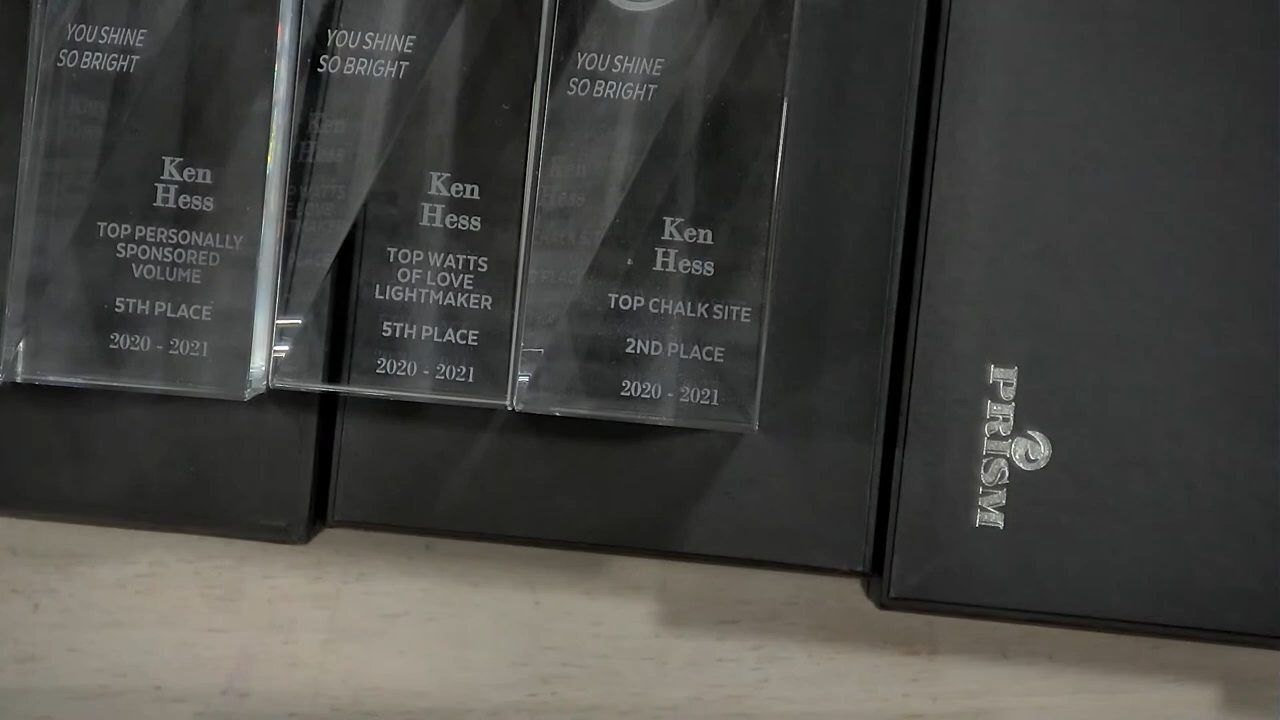 YOU SHINE
SO BRIGHT
Ken
Hess
TOP PERSONALLY
SPONSORED
VOLUME
5TH PLACE
2020 - 2021
YOU SHINE
SO BRIGHT
Ken
Hess
TOP WATTS
OF LOVE
LIGHTMAKER
5TH PLACE
2020 - 2021
YOU SHINE
SO BRIGHT
Ken
Hess
TOP CHALK SITE
2ND PLACE
2020 - 2021
PRISM